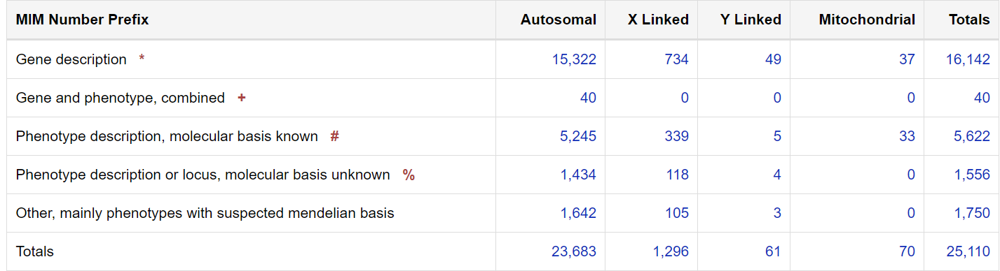 MIM Number Prefix Autosomal X Linked Y Linked Mitochondrial Totals
Gene description * 15,322 734 49 37 16,142
Gene and phenotype, combined + 40 0 0 0 40
Phenotype description, molecular basis known # 5,245 339 5 33 5,622
Phenotype description or locus, molecular basis unknown % 1,434 118 4 0 1,556
Other, mainly phenotypes with suspected mendelian basis 1,642 105 3 0 1,750
Totals 23,683 1,296 61 70 25,110